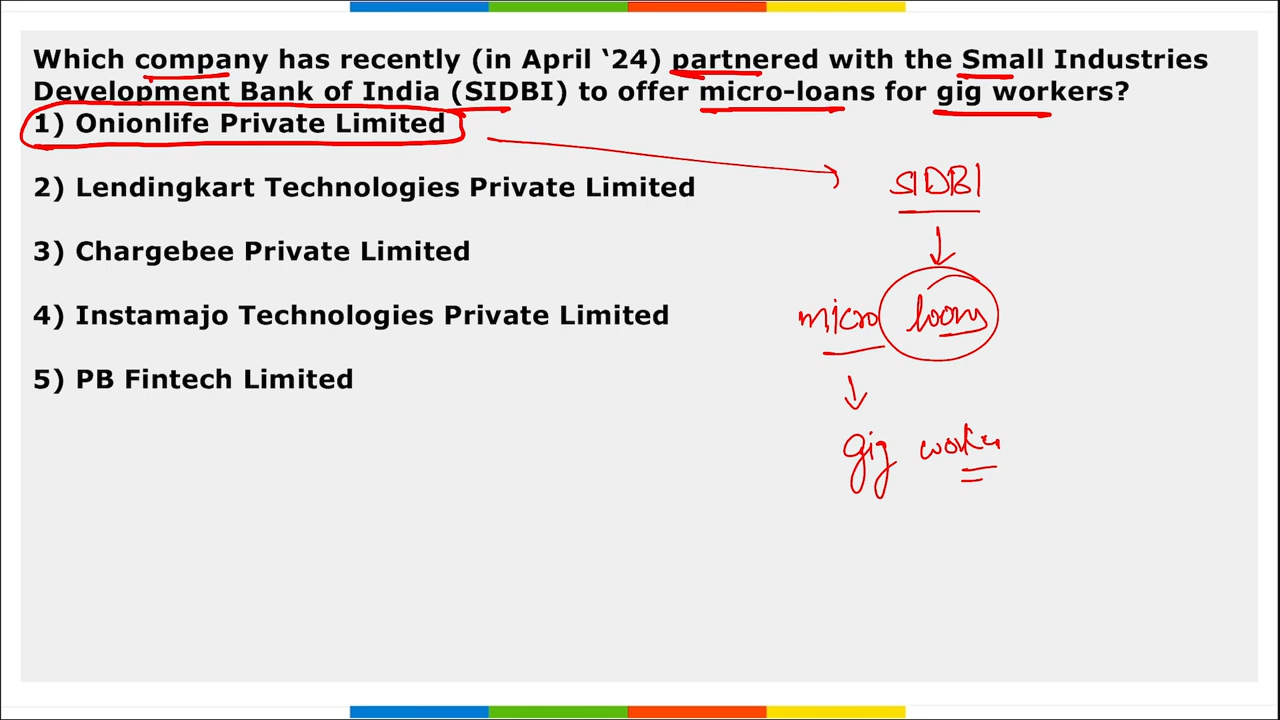 Which company has recently (in April ‘24) partnered with the Small Industries
Development Bank of India (SIDBI) to offer micro-loans for gig workers?
1) Onionlife Private Limited
2) Lendingkart Technologies Private Limited
3) Chargebee Private Limited
4) Instamajo Technologies Private Limited
5) PB Fintech Limited
SIDBI
micro loans
gig worker